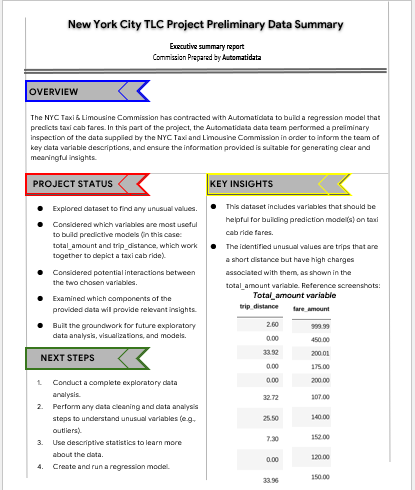 New York City TLC Project Preliminary Data Summary
Executive summary report
Commission Prepared by Automatidata
OVERVIEW
The NYC Taxi & Limousine Commission has contracted with Automatidata to build a regression model that
predicts taxi cab fares. In this part of the project, the Automatidata data team performed a preliminary
inspection of the data supplied by the NYC Taxi and Limousine Commission in order to inform the team of
key data variable descriptions, and ensure the information provided is suitable for generating clear and
meaningful insights.
PROJECT STATUS
● Explored dataset to find any unusual values.
● Considered which variables are most useful
to build predictive models (in this case:
total_amount and trip_distance, which work
together to depict a taxi cab ride).
● Considered potential interactions between
the two chosen variables.
● Examined which components of the
provided data will provide relevant insights.
● Built the groundwork for future exploratory
data analysis, visualizations, and models.
NEXT STEPS
1. Conduct a complete exploratory data
analysis.
2. Perform any data cleaning and data analysis
steps to understand unusual variables (e.g.,
outliers).
3. Use descriptive statistics to learn more
about the data.
4. Create and run a regression model.
KEY INSIGHTS
● This dataset includes variables that should be
helpful for building prediction model(s) on taxi
cab ride fares.
● The identified unusual values are trips that are
a short distance but have high charges
associated with them, as shown in the
total_amount variable. Reference screenshots:
Total_amount variable
trip_distance fare_amount
2.60 999.99
0.00 450.00
33.92 200.01
0.00 175.00
0.00 200.00
32.72 107.00
25.50 140.00
7.30 152.00
0.00 120.00
33.96 150.00